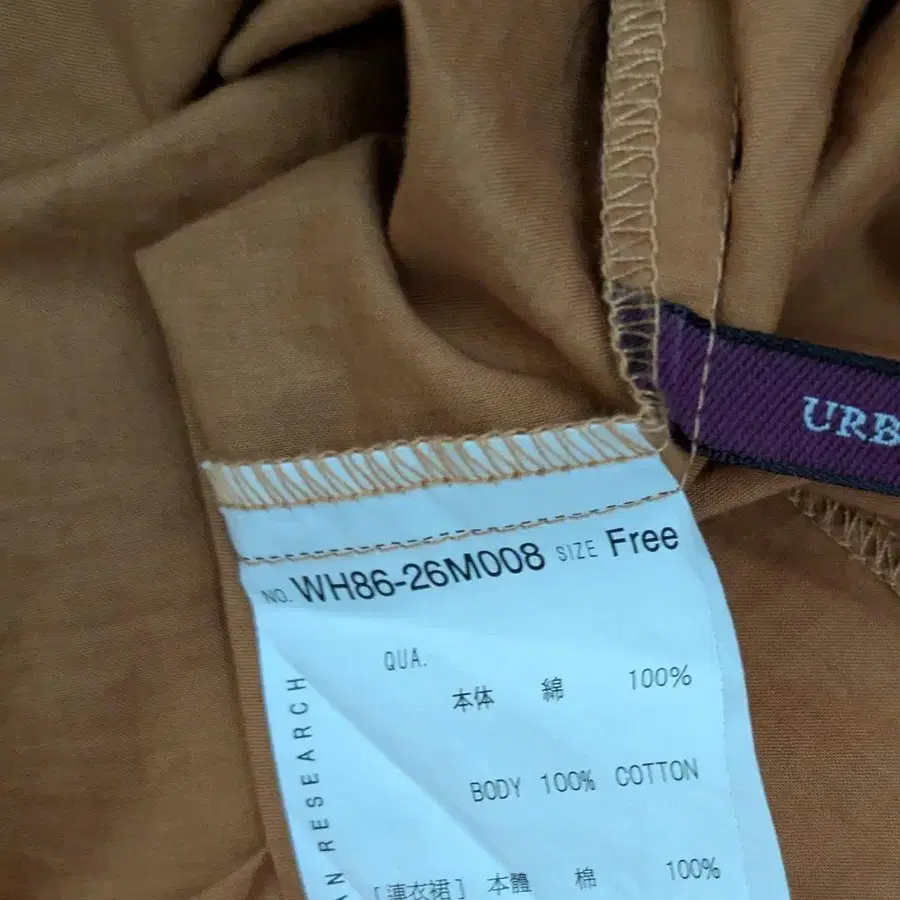 URB
NO. WH86-26M008 SIZE Free
QUA.
本体 綿 100%
BODY 100% COTTON
[連衣裙] 本體 棉 100%
AN RESEARCH